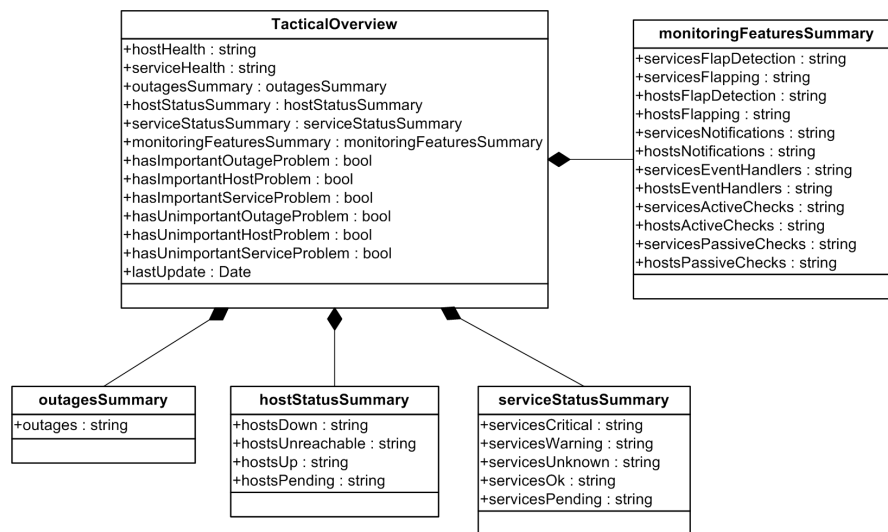 TacticalOverview
+hostHealth : string
+serviceHealth : string
+outagesSummary : outagesSummary
+hostStatusSummary : hostStatusSummary
+serviceStatusSummary : serviceStatusSummary
+monitoringFeaturesSummary : monitoringFeaturesSummary
+hasImportantOutageProblem : bool
+hasImportantHostProblem : bool
+hasImportantServiceProblem : bool
+hasUnimportantOutageProblem : bool
+hasUnimportantHostProblem : bool
+hasUnimportantServiceProblem : bool
+lastUpdate : Date
monitoringFeaturesSummary
+servicesFlapDetection : string
+servicesFlapping : string
+hostsFlapDetection : string
+hostsFlapping : string
+servicesNotifications : string
+hostsNotifications : string
+servicesEventHandlers : string
+hostsEventHandlers : string
+servicesActiveChecks : string
+hostsActiveChecks : string
+servicesPassiveChecks : string
+hostsPassiveChecks : string
outagesSummary
+outages : string
hostStatusSummary
+hostsDown : string
+hostsUnreachable : string
+hostsUp : string
+hostsPending : string
serviceStatusSummary
+servicesCritical : string
+servicesWarning : string
+servicesUnknown : string
+servicesOk : string
+servicesPending : string